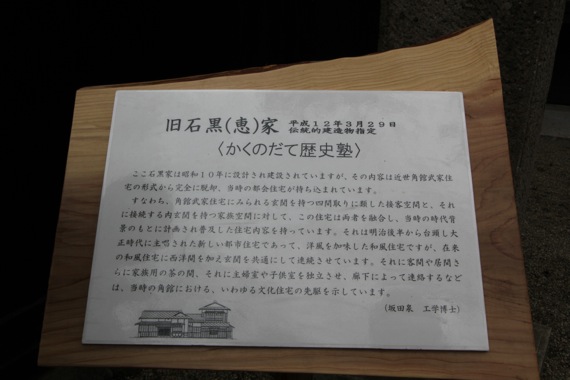 旧石黒(恵)家 平成12年3月29日
伝統的建造物指定
〈かくのだて歴史塾〉
ここ石黒家は昭和10年に設計され建設されていますが、その内容は近世角館武家住
宅の形式から完全に脱却、当時の都会住宅が持ち込まれています。
すなわち、角館武家住宅にみられる玄関を持つ四間取りに類した接客空間と、それ
に接続する内玄関を持つ家族空間に対して、この住宅は両者を融合し、当時の時代背
景のもとに計画され普及した住宅内容を持っています。それは明治後年から台頭し大
正時代に主唱された新しい都市住宅であって、洋風を加味した和風住宅ですが、在来
の和風住宅に西洋間を加え玄関を共通にして連続させています。それに客間や居間さ
らに家族用の茶の間、それに主婦室や子供室を独立させ、廊下によって連絡するなど
は、当時の角館における、いわゆる文化住宅の先駆を示しています。
(坂田泉 工学博士)